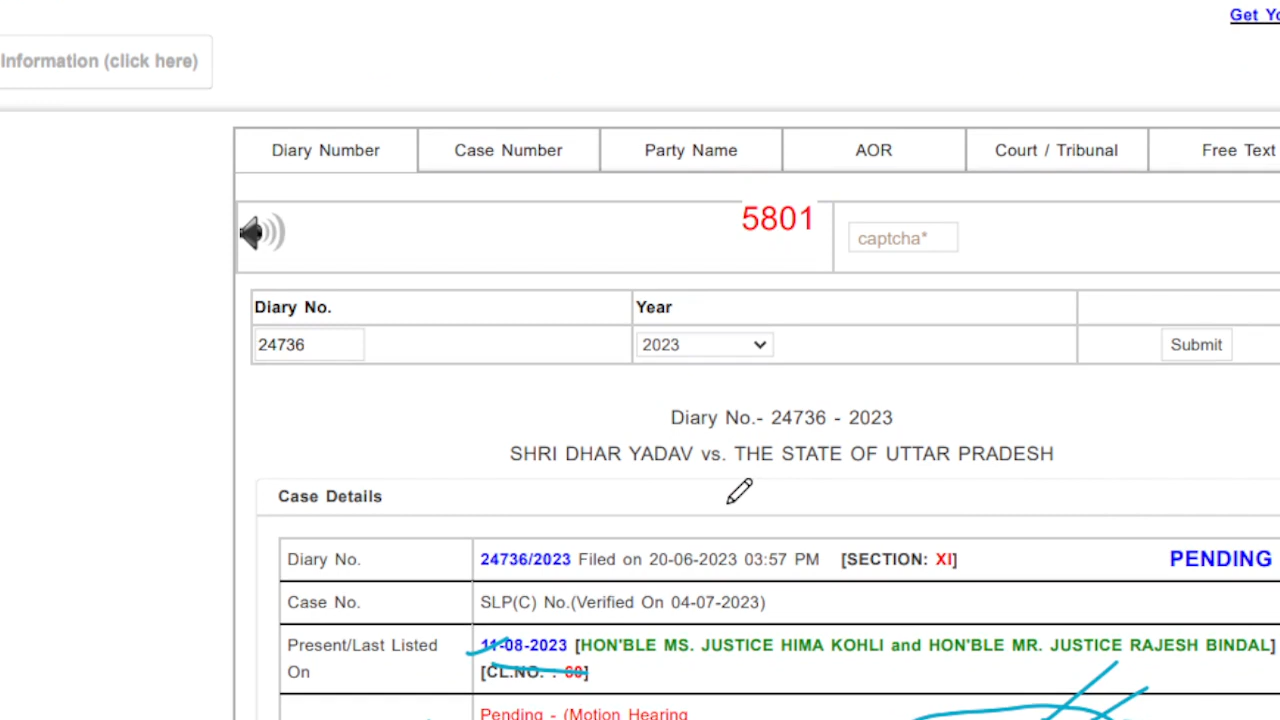 Get Yo
Information (click here)
Diary Number Case Number Party Name AOR Court / Tribunal Free Text
5801 captcha*
Diary No. Year
24736 2023 Submit
Diary No.- 24736 - 2023
SHRI DHAR YADAV vs. THE STATE OF UTTAR PRADESH
Case Details
Diary No. 24736/2023 Filed on 20-06-2023 03:57 PM [SECTION: XI] PENDING
Case No. SLP(C) No.(Verified On 04-07-2023)
Present/Last Listed On 11-08-2023 [HON'BLE MS. JUSTICE HIMA KOHLI and HON'BLE MR. JUSTICE RAJESH BINDAL]
[CL.NO. : 60]
Pending - (Motion Hearing